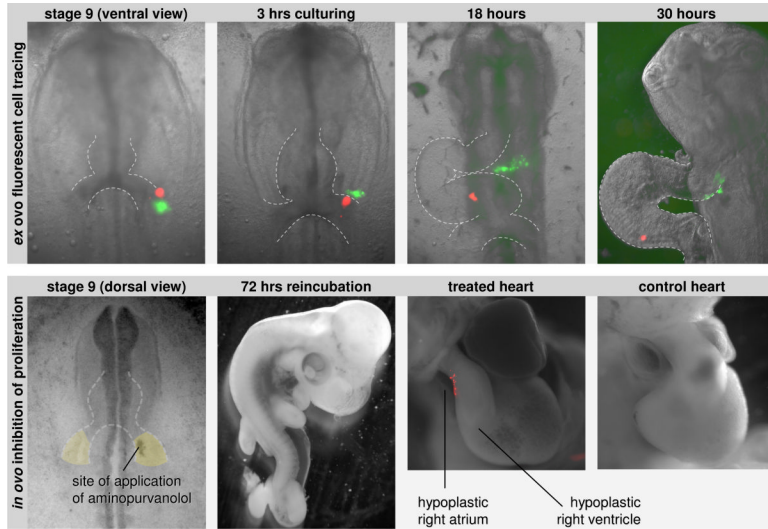 stage 9 (ventral view)
3 hrs culturing
18 hours
30 hours
ex ovo fluorescent cell tracing
stage 9 (dorsal view)
72 hrs reincubation
treated heart
control heart
in ovo inhibition of proliferation
site of application
of aminopurvanolol
hypoplastic
right atrium
hypoplastic
right ventricle